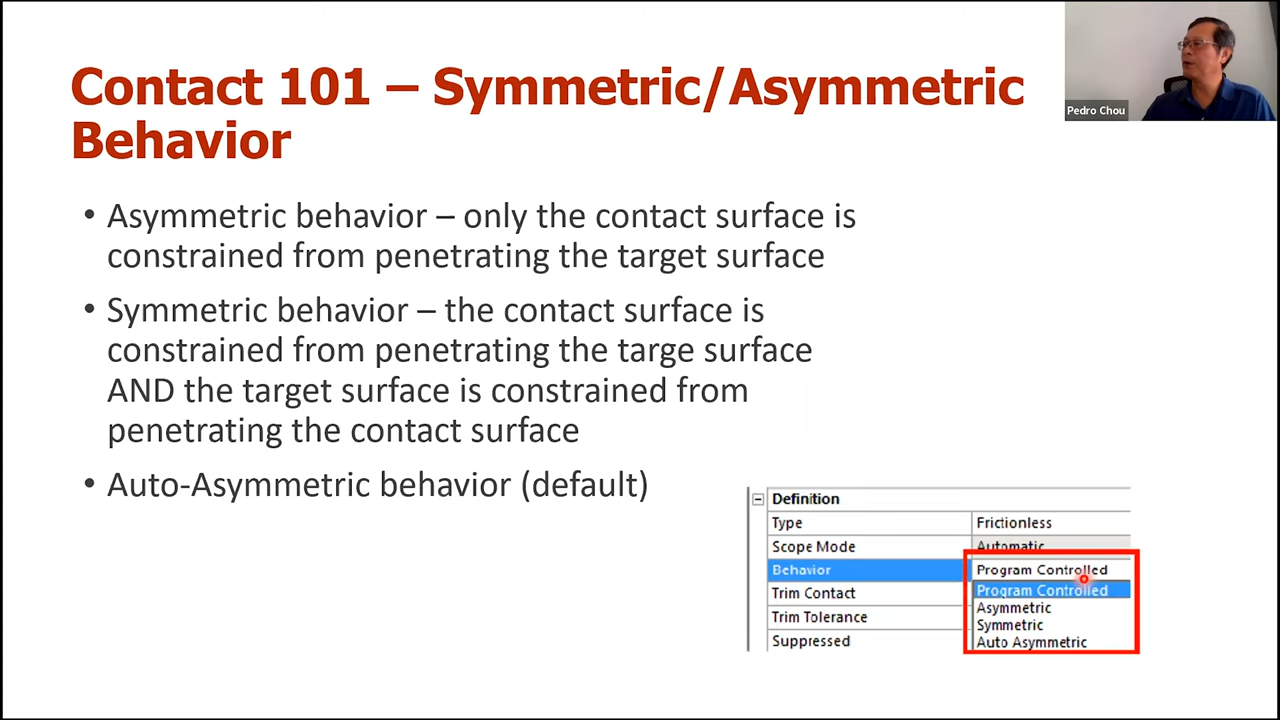 Contact 101 – Symmetric/Asymmetric
Behavior
Pedro Chou
• Asymmetric behavior – only the contact surface is
constrained from penetrating the target surface
• Symmetric behavior – the contact surface is
constrained from penetrating the targe surface
AND the target surface is constrained from
penetrating the contact surface
• Auto-Asymmetric behavior (default)
Definition
Type Frictionless
Scope Mode Automatic
Behavior Program Controlled
Program Controlled
Trim Contact Asymmetric
Trim Tolerance Symmetric
Suppressed Auto Asymmetric